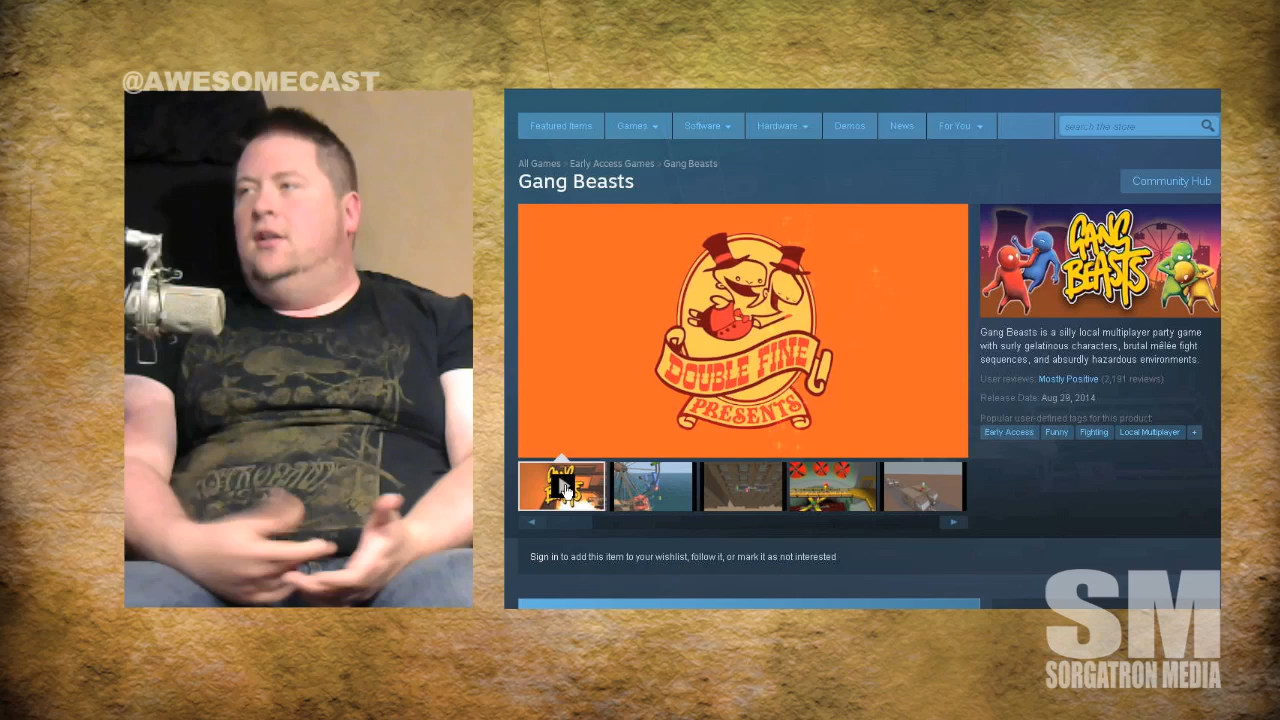 @AWESOMECAST
Featured Items Games Software Hardware Demos News For You search the store
All Games > Early Access Games > Gang Beasts
Gang Beasts
Community Hub
DOUBLE FINE
PRESENTS
GANG
BEASTS
Gang Beasts is a silly local multiplayer party game
with surly gelatinous characters, brutal mêlée fight
sequences, and absurdly hazardous environments.
User reviews: Mostly Positive (2,191 reviews)
Release Date: Aug 29, 2014
Popular user-defined tags for this product:
Early Access Funny Fighting Local Multiplayer +
Sign in to add this item to your wishlist, follow it, or mark it as not interested
SM
SORGATRON MEDIA